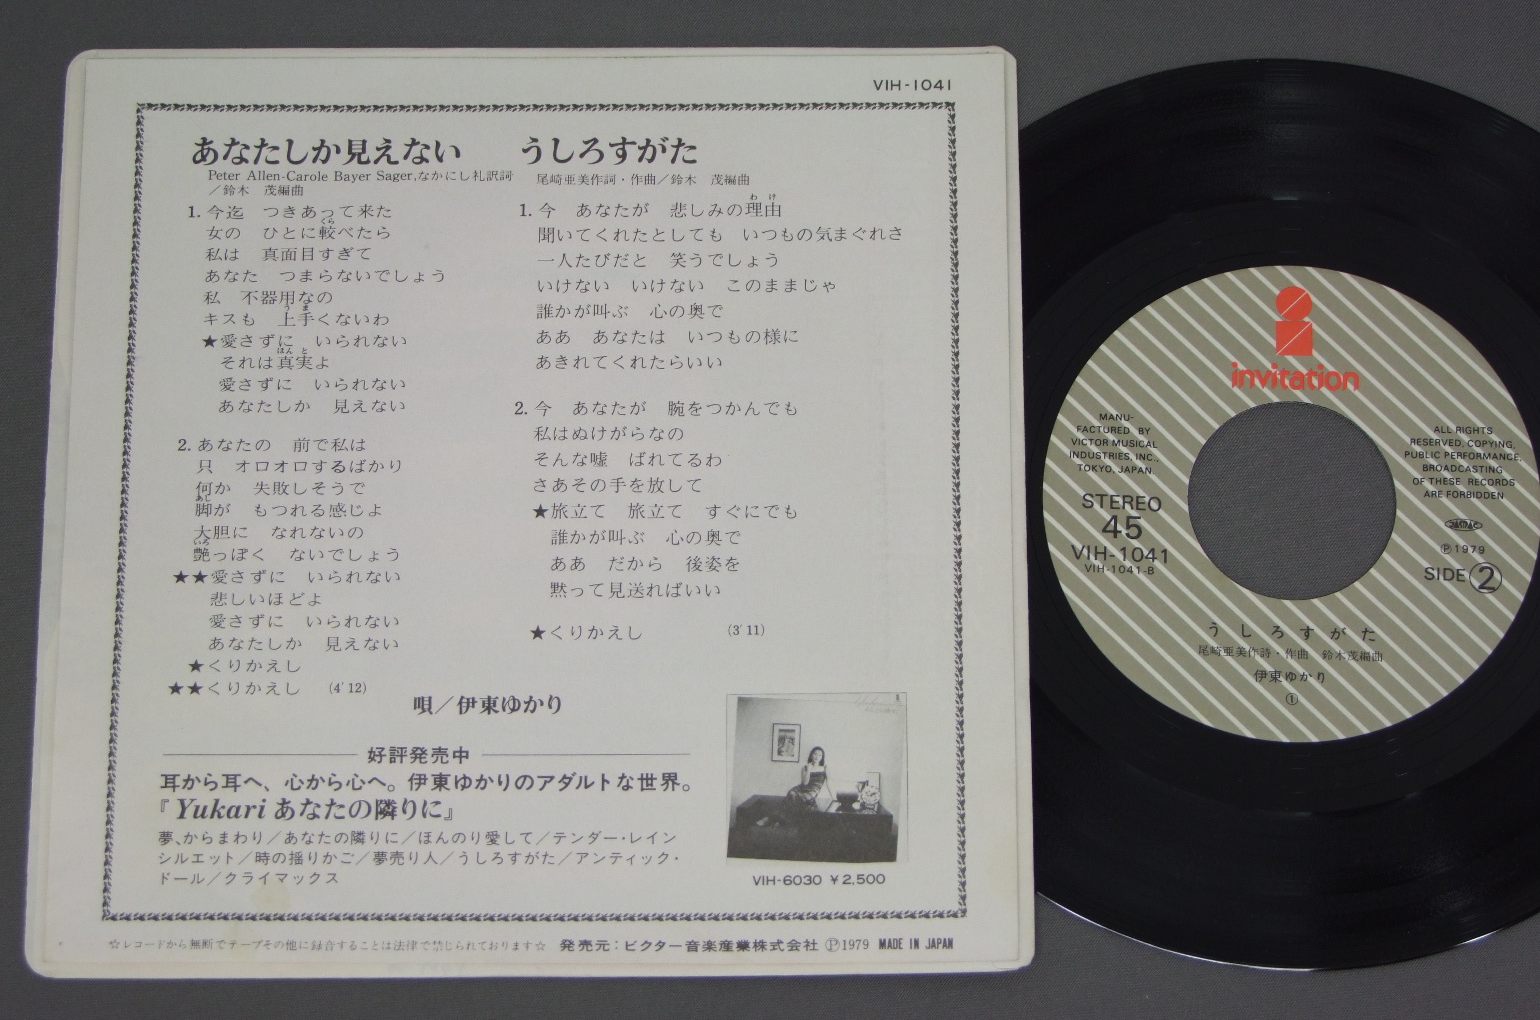 VIH-1041
あなたしか見えない
Peter Allen-Carole Bayer Sager,なかにし礼訳詞
／鈴木　茂編曲
1. 今迄　つきあって来た
女の　ひとに較べたら
くら
私は　真面目すぎて
あなた　つまらないでしょう
私　不器用なの
キスも　上手くないわ
うま
★愛さずに　いられない
それは真実よ
ほんと
愛さずに　いられない
あなたしか　見えない
2. あなたの　前で私は
只　オロオロするばかり
何か　失敗しそうで
脚が　もつれる感じよ
あし
大胆に　なれないの
艶っぽく　ないでしょう
いろ
★★愛さずに　いられない
悲しいほどよ
愛さずに　いられない
あなたしか　見えない
★くりかえし
★★くりかえし　(4'12)
うしろすがた
尾崎亜美作詞・作曲／鈴木　茂編曲
わけ
1. 今　あなたが　悲しみの理由
聞いてくれたとしても　いつもの気まぐれさ
一人たびだと　笑うでしょう
いけない　いけない　このままじゃ
誰かが叫ぶ　心の奥で
ああ　あなたは　いつもの様に
あきれてくれたらいい
2. 今　あなたが　腕をつかんでも
私はぬけがらなの
そんな嘘　ばれてるわ
さあその手を放して
★旅立て　旅立て　すぐにでも
誰かが叫ぶ　心の奥で
ああ　だから　後姿を
黙って見送ればいい
★くりかえし　(3'11)
唄／伊東ゆかり
好評発売中
耳から耳へ、心から心へ。伊東ゆかりのアダルトな世界。
『Yukari あなたの隣りに』
夢、からまわり／あなたの隣りに／ほんのり愛して／テンダー・レイン
シルエット／時の揺りかご／夢売り人／うしろすがた／アンティック・
ドール／クライマックス
VIH-6030 ￥2,500
☆レコードから無断でテープその他に録音することは法律で禁じられております☆ 発売元：ビクター音楽産業株式会社 Ⓟ1979 MADE IN JAPAN
invitation
MANU-
FACTURED BY
VICTOR MUSICAL
INDUSTRIES, INC.,
TOKYO, JAPAN.
STEREO
45
VIH-1041
VIH-1041-B
ALL RIGHTS
RESERVED, COPYING,
PUBLIC PERFORMANCE,
BROADCASTING
OF THESE RECORDS
ARE FORBIDDEN
JASRAC
Ⓟ1979
SIDE 2
うしろすがた
尾崎亜美作詩・作曲　鈴木茂編曲
伊東ゆかり
①